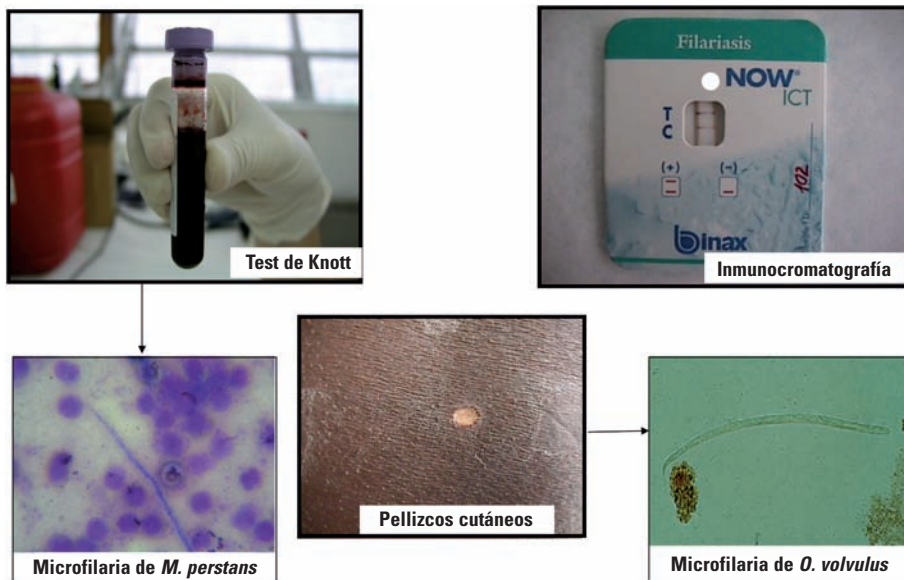 Test de Knott
Filariasis
NOW®
ICT
T
C
(+)
(-)
102
binax
Inmunocromatografía
Pellizcos cutáneos
Microfilaria de M. perstans
Microfilaria de O. volvulus